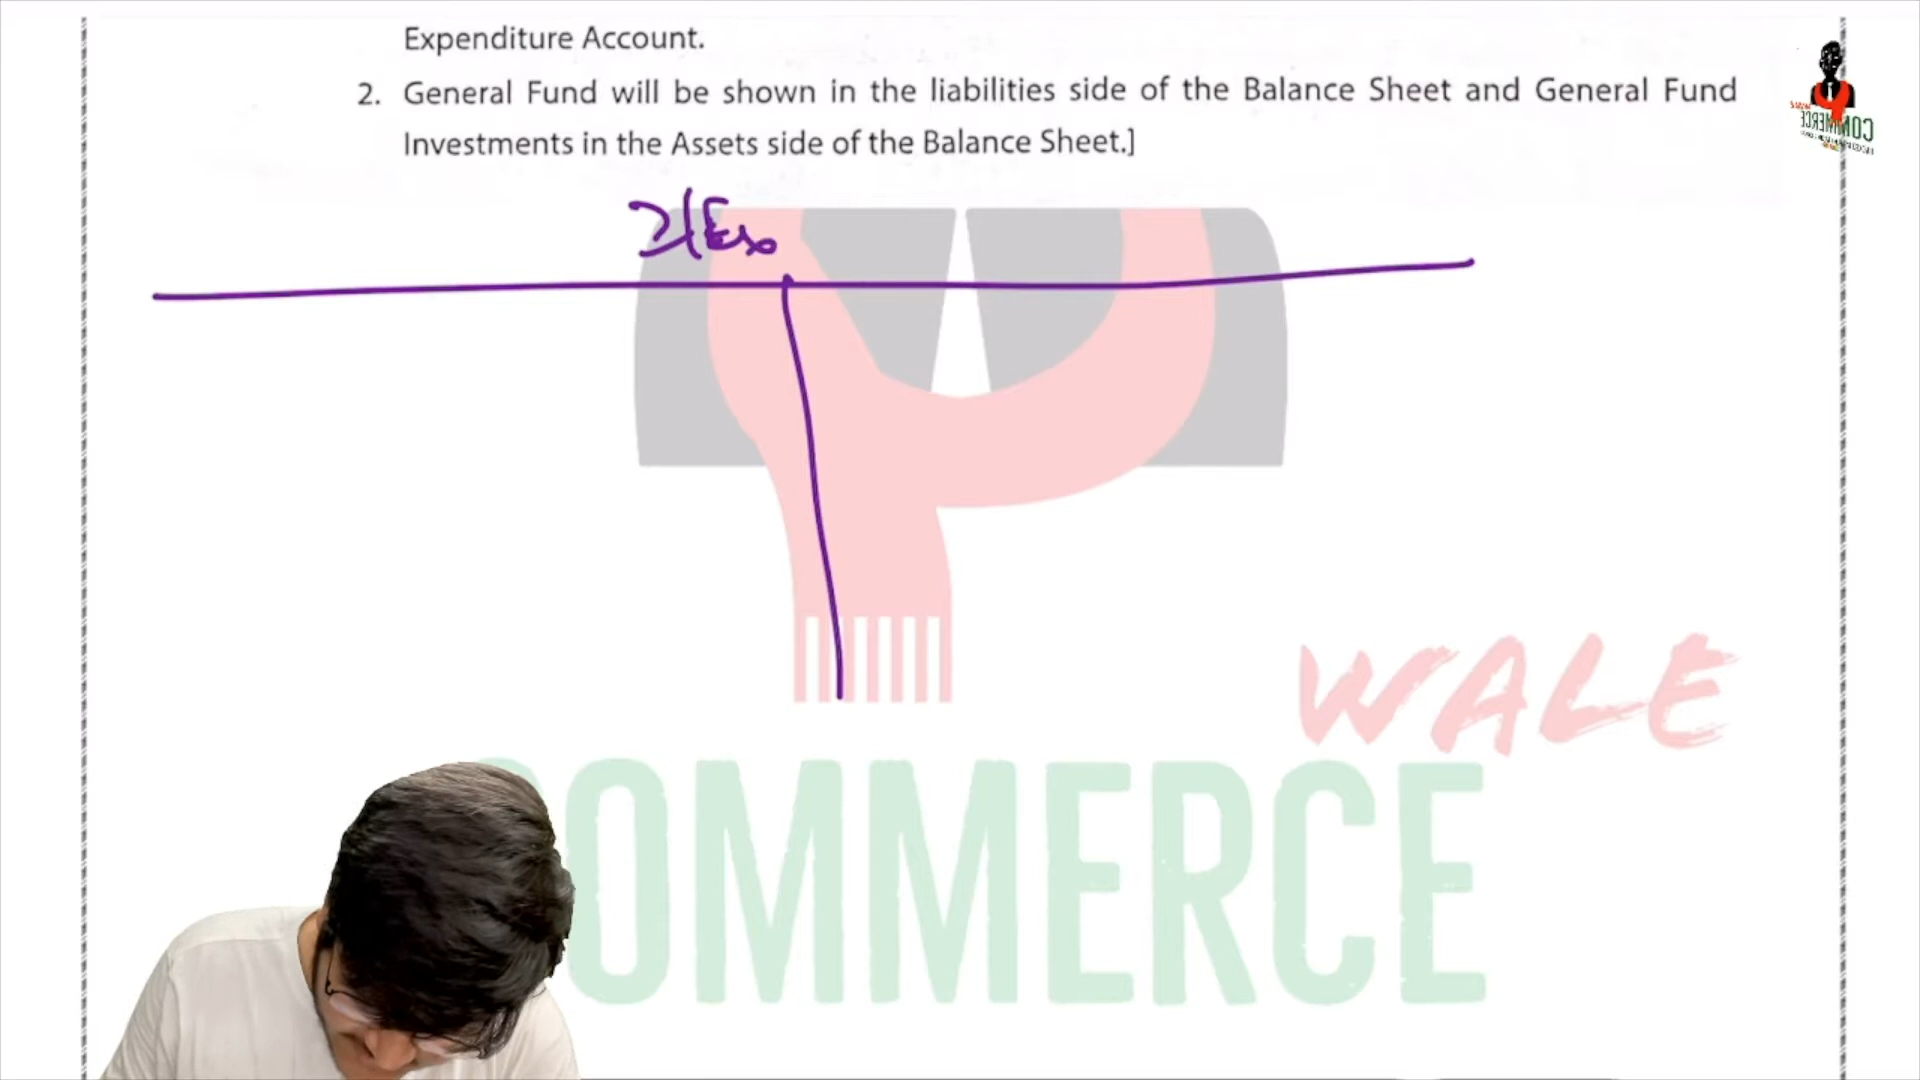 Expenditure Account.
2. General Fund will be shown in the liabilities side of the Balance Sheet and General Fund
Investments in the Assets side of the Balance Sheet.]
COMMERCE
WALE
COMMERCE